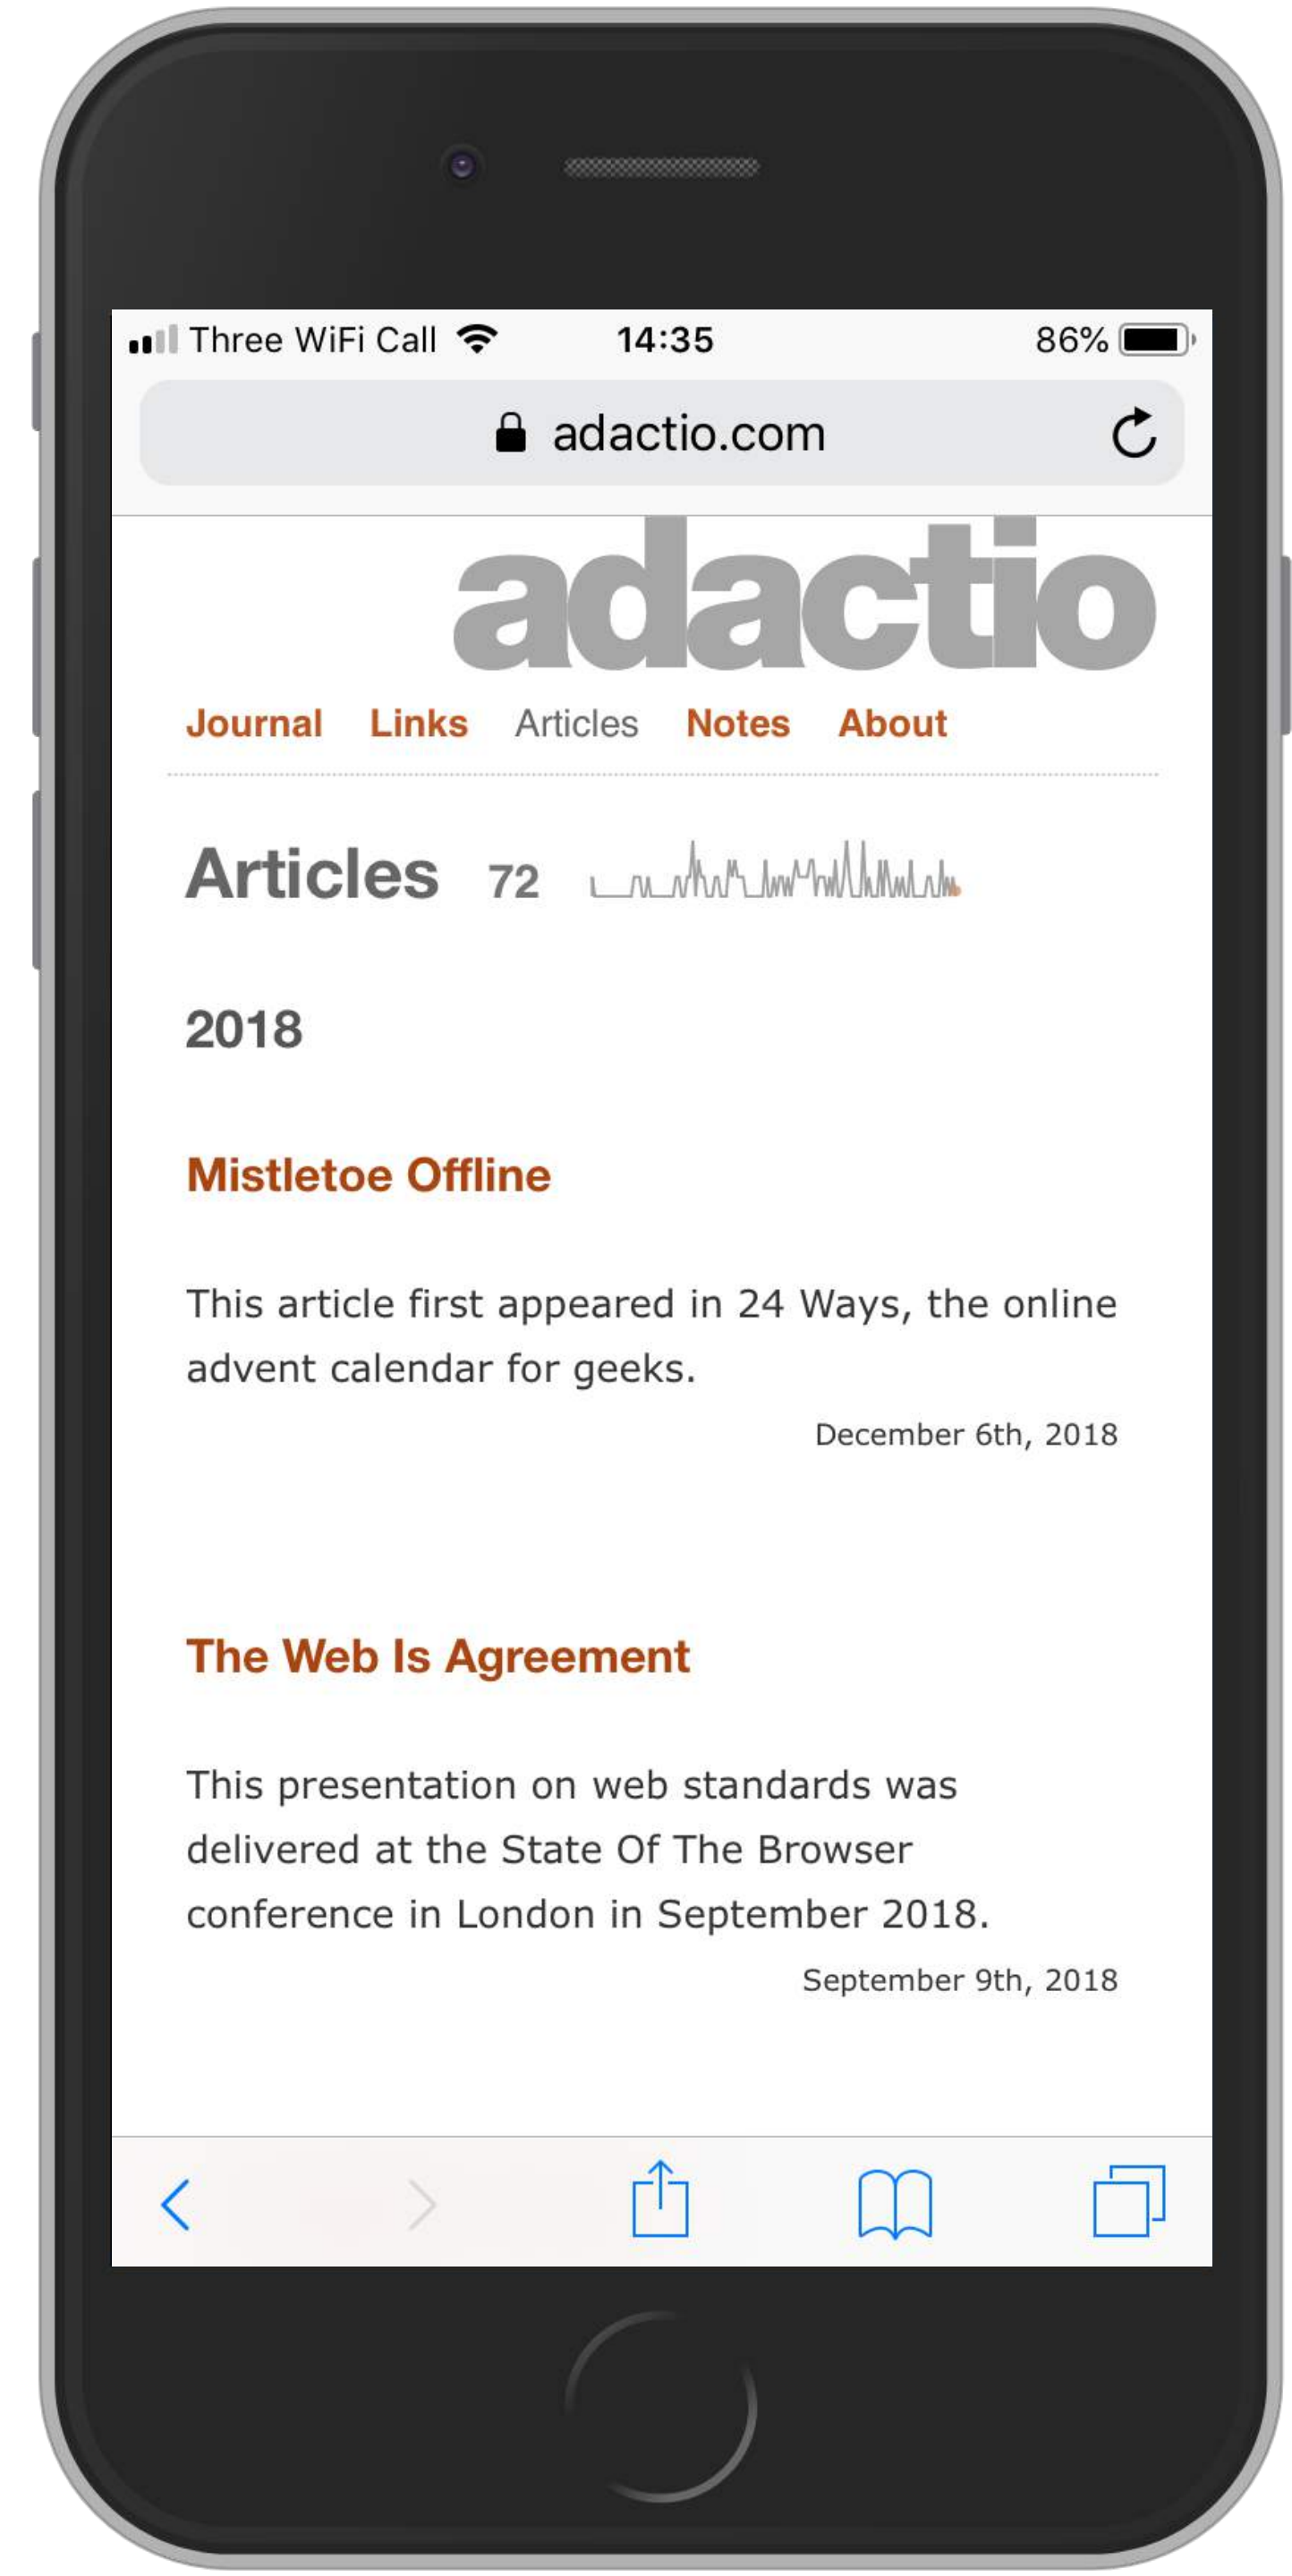 Three WiFi Call 14:35 86%
adactio.com
adactio
Journal Links Articles Notes About
Articles 72
2018
Mistletoe Offline
This article first appeared in 24 Ways, the online
advent calendar for geeks.
December 6th, 2018
The Web Is Agreement
This presentation on web standards was
delivered at the State Of The Browser
conference in London in September 2018.
September 9th, 2018